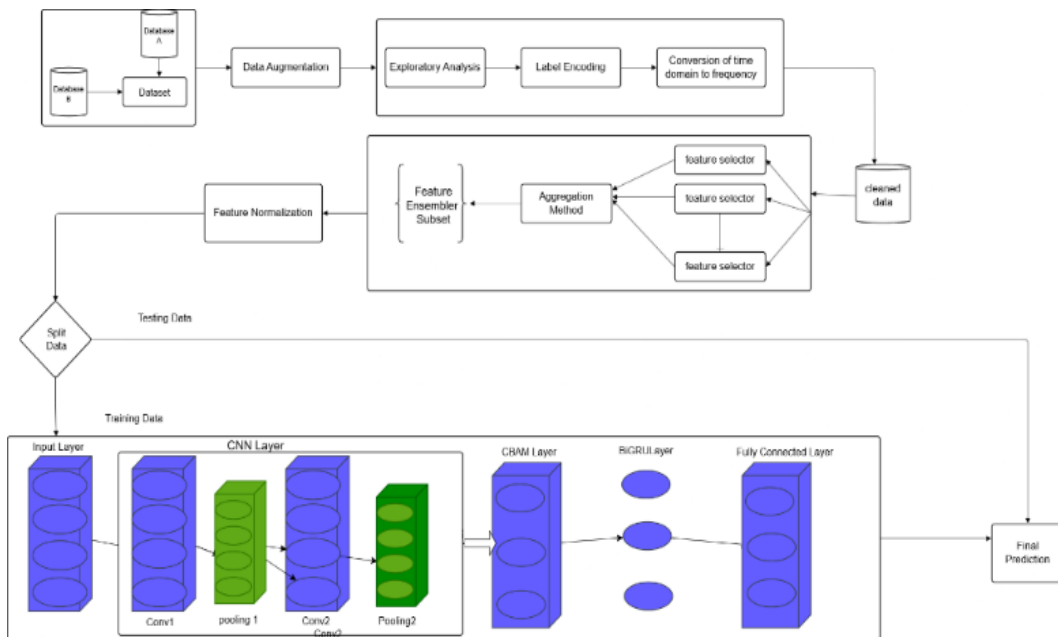 Database
A
Database
B
Dataset
Data Augmentation
Exploratory Analysis
Label Encoding
Conversion of time
domain to frequency
cleaned
data
feature selector
feature selector
feature selector
Aggregation
Method
Feature
Ensembler
Subset
Feature Normalization
Split
Data
Testing Data
Training Data
Input Layer
CNN Layer
Conv1
pooling 1
Conv2
Conv2
Pooling2
CBAM Layer
BiGRULayer
Fully Connected Layer
Final
Prediction